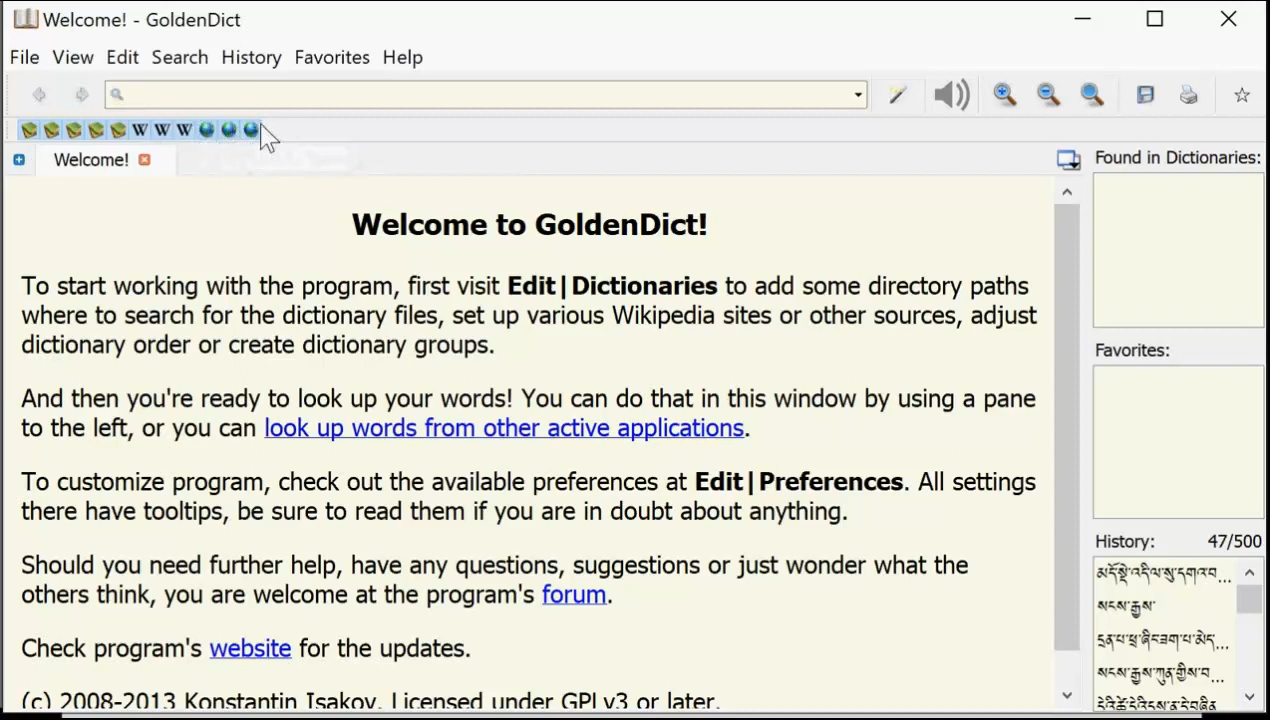 Welcome! - GoldenDict
File View Edit Search History Favorites Help
W W W
Welcome!
Found in Dictionaries:
Welcome to GoldenDict!
To start working with the program, first visit Edit|Dictionaries to add some directory paths
where to search for the dictionary files, set up various Wikipedia sites or other sources, adjust
dictionary order or create dictionary groups.
Favorites:
And then you're ready to look up your words! You can do that in this window by using a pane
to the left, or you can look up words from other active applications.
To customize program, check out the available preferences at Edit|Preferences. All settings
there have tooltips, be sure to read them if you are in doubt about anything.
History: 47/500
Should you need further help, have any questions, suggestions or just wonder what the
others think, you are welcome at the program's forum.
Check program's website for the updates.
(c) 2008-2013 Konstantin Isakov. Licensed under GPLv3 or later.
མདོ་སྡེ་འདིལ་སུ་དགའ་བ...
སངས་རྒྱས་
དྲན་པ་ཕྲ་ཞིང་ཟག་པ་མེད...
སངས་རྒྱས་ཀུན་གྱིས་བ...